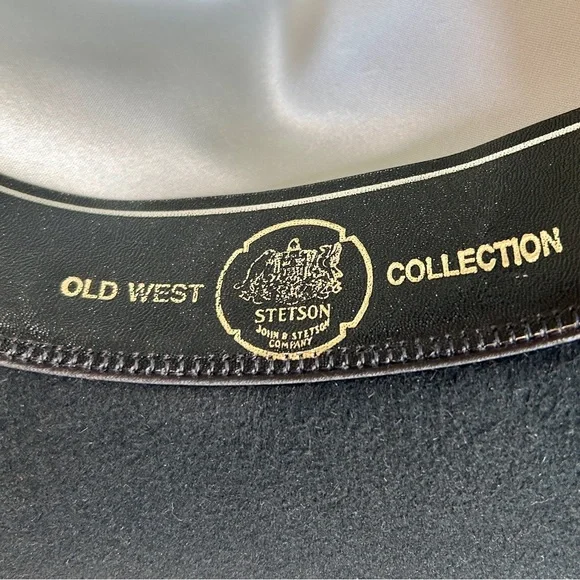 OLD WEST
STETSON
JOHN B STETSON
COMPANY
COLLECTION